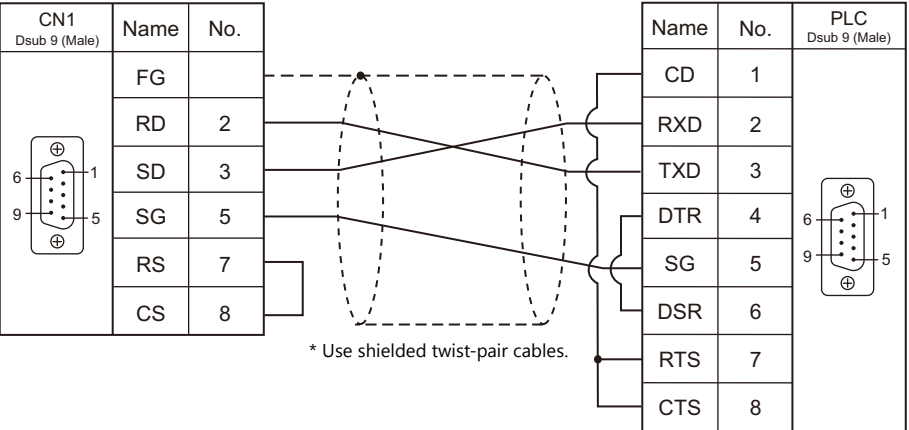 CN1
Dsub 9 (Male)
Name No.
FG
RD 2
SD 3
SG 5
RS 7
CS 8
6 1
9 5
* Use shielded twist-pair cables.
Name No.
PLC
Dsub 9 (Male)
CD 1
RXD 2
TXD 3
DTR 4
SG 5
DSR 6
RTS 7
CTS 8
6 1
9 5